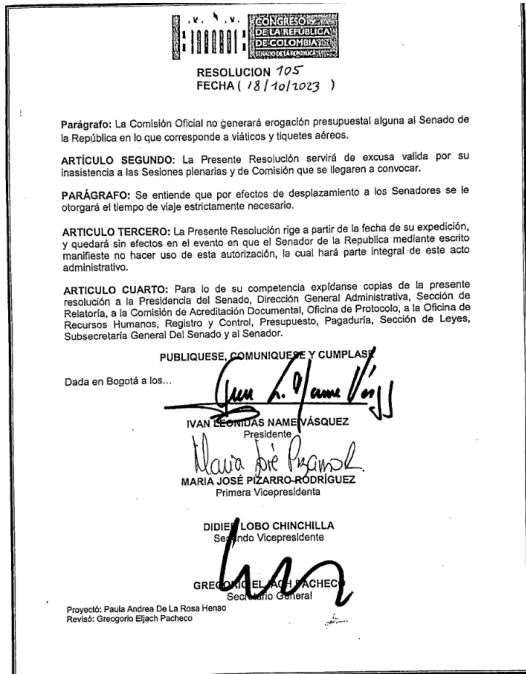 CONGRESO
DE LA REPÚBLICA
DE COLOMBIA
SENADO DE LA REPÚBLICA
RESOLUCION 105
FECHA ( 18/10/2023 )
Parágrafo: La Comisión Oficial no generará erogación presupuestal alguna al Senado de
la República en lo que corresponde a viáticos y tiquetes aéreos.
ARTÍCULO SEGUNDO: La Presente Resolución servirá de excusa valida por su
inasistencia a las Sesiones plenarias y de Comisión que se llegaren a convocar.
PARÁGRAFO: Se entiende que por efectos de desplazamiento a los Senadores se le
otorgará el tiempo de viaje estrictamente necesario.
ARTICULO TERCERO: La Presente Resolución rige a partir de la fecha de su expedición,
y quedará sin efectos en el evento en que el Senador de la Republica mediante escrito
manifieste no hacer uso de esta autorización, la cual hará parte integral de este acto
administrativo.
ARTICULO CUARTO: Para lo de su competencia expídanse copias de la presente
resolución a la Presidencia del Senado, Dirección General Administrativa, Sección de
Relatoría, a la Comisión de Acreditación Documental, Oficina de Protocolo, a la Oficina de
Recursos Humanos, Registro y Control, Presupuesto, Pagaduría, Sección de Leyes,
Subsecretaria General Del Senado y al Senador.
PUBLIQUESE, COMUNIQUESE Y CUMPLASE
Dada en Bogotá a los...
IVAN LEONIDAS NAME VÁSQUEZ
Presidente
Maria José Pizarro R.
MARIA JOSÉ PIZARRO RODRÍGUEZ
Primera Vicepresidenta
DIDIER LOBO CHINCHILLA
Segundo Vicepresidente
GREGORIO ELJACH PACHECO
Secretario General
Proyectó: Paula Andrea De La Rosa Henao
Revisó: Greogorio Eljach Pacheco